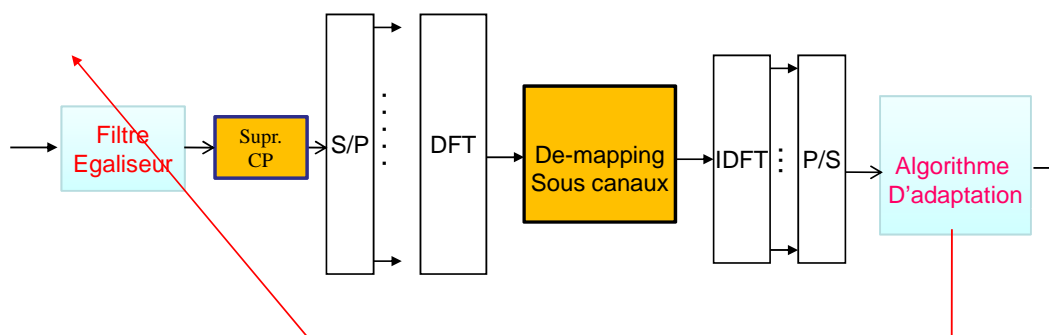 Filtre
Egaliseur
Supr.
CP
S/P
DFT
De-mapping
Sous canaux
IDFT
P/S
Algorithme
D'adaptation